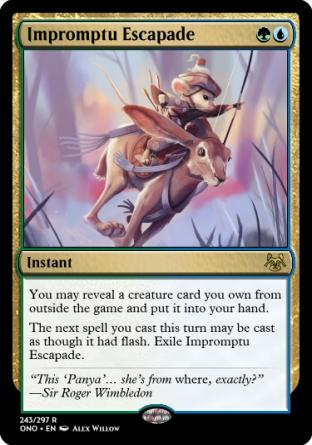 Impromptu Escapade
Instant
You may reveal a creature card you own from
outside the game and put it into your hand.
The next spell you cast this turn may be cast
as though it had flash. Exile Impromptu
Escapade.
“This ‘Panya’… she’s from where, exactly?”
—Sir Roger Wimbledon
243/297 R
ONO • EN Alex Willow